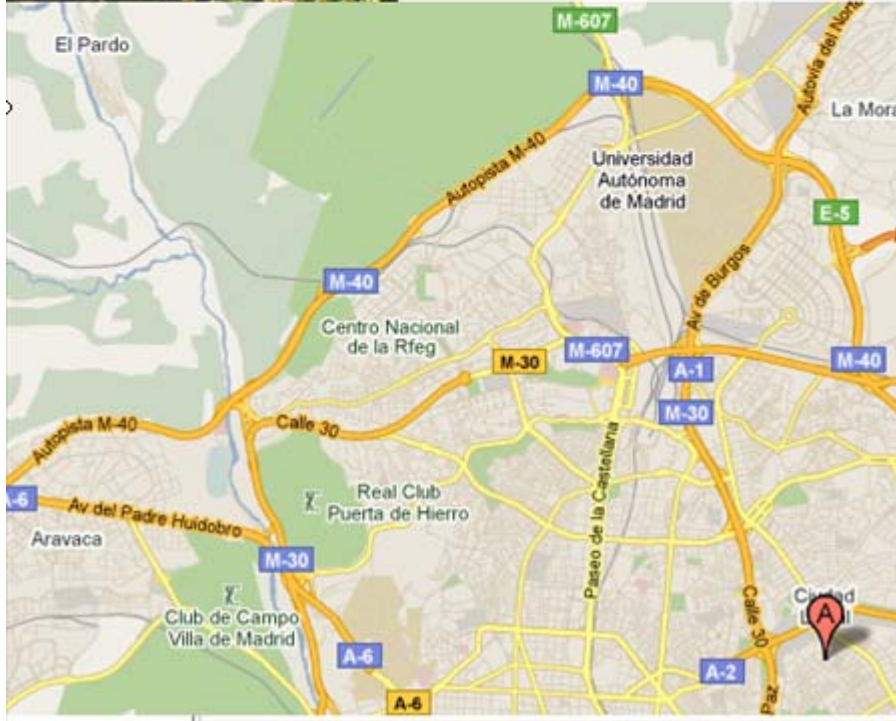 M-607
El Pardo
Autovía del Norte
M-40
La Mora
Autopista M-40
Universidad
Autónoma
de Madrid
E-5
Av de Burgos
M-40
Centro Nacional
de la Rfeg
M-607
M-30
M-40
A-1
M-30
Autopista M-40
Calle 30
Paseo de la Castellana
A-6
Real Club
Puerta de Hierro
Av del Padre Huidobro
Aravaca
M-30
Club de Campo
Villa de Madrid
Calle 30
A
A-6
A-2
Paz
A-6